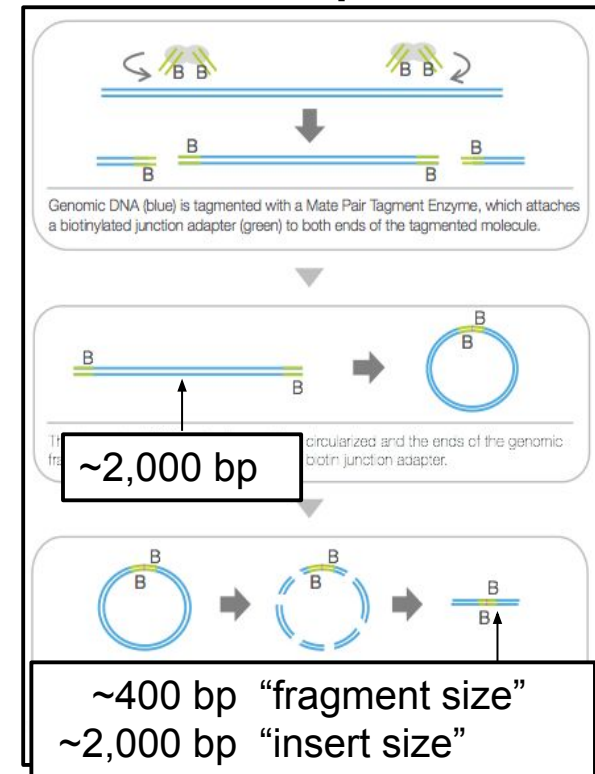 B B
B B
B
B
B
B
Genomic DNA (blue) is tagmented with a Mate Pair Tagment Enzyme, which attaches
a biotinylated junction adapter (green) to both ends of the tagmented molecule.
B
B
B
B
circularized and the ends of the genomic
biotin junction adapter.
~2,000 bp
B
B
B
B
B
B
~400 bp “fragment size”
~2,000 bp “insert size”